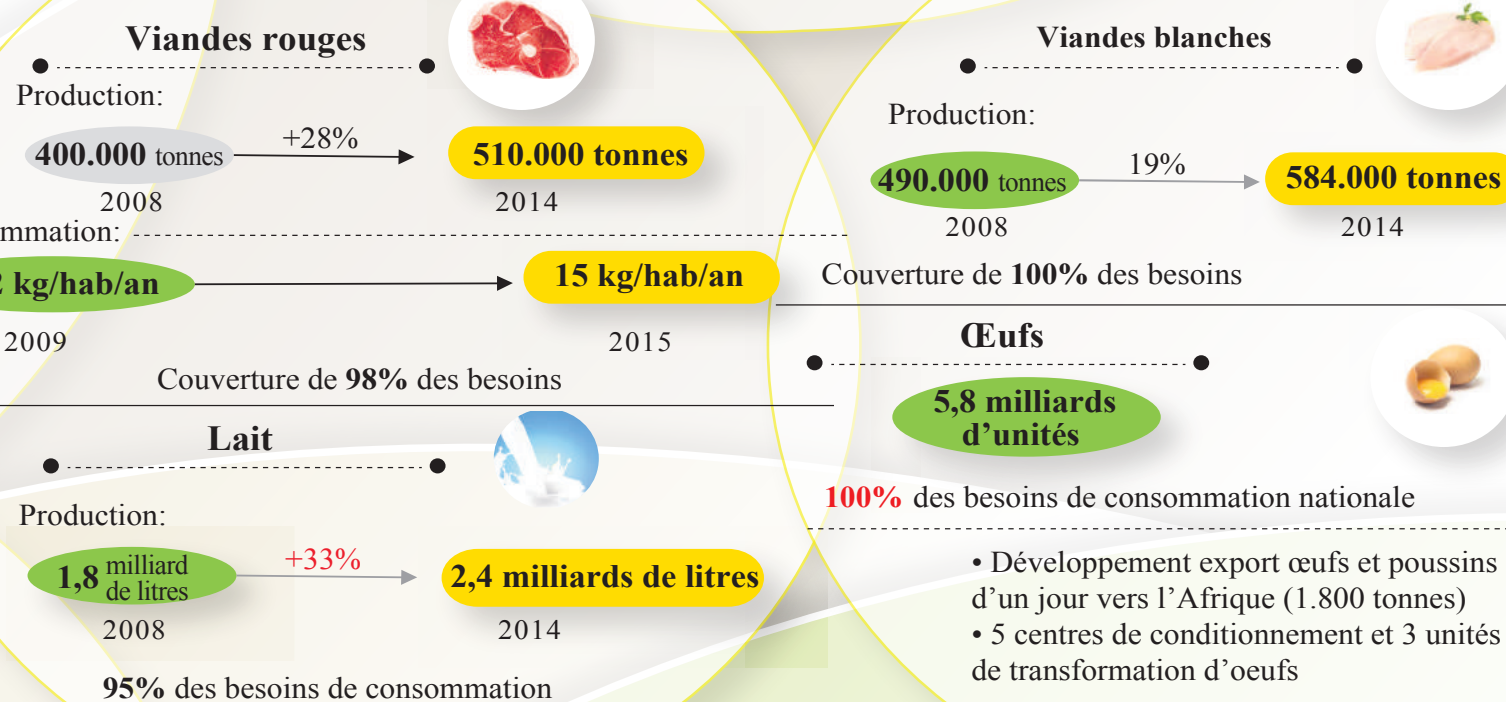 Viandes rouges
Production:
400.000 tonnes
+28%
510.000 tonnes
2008
2014
mmation:
kg/hab/an
15 kg/hab/an
2009
2015
Couverture de 98% des besoins
Lait
Production:
1,8 milliard
de litres
+33%
2,4 milliards de litres
2008
2014
95% des besoins de consommation
Viandes blanches
Production:
490.000 tonnes
19%
584.000 tonnes
2008
2014
Couverture de 100% des besoins
Œufs
5,8 milliards
d’unités
100% des besoins de consommation nationale
• Développement export œufs et poussins
d’un jour vers l’Afrique (1.800 tonnes)
• 5 centres de conditionnement et 3 unités
de transformation d’oeufs